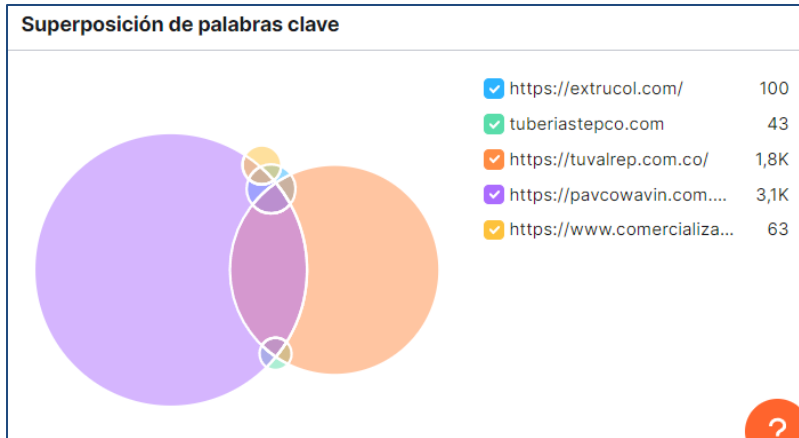 Superposición de palabras clave
https://extrucol.com/ 100
tuberiastepco.com 43
https://tuvalrep.com.co/ 1,8K
https://pavcowavin.com.... 3,1K
https://www.comercializa... 63
?